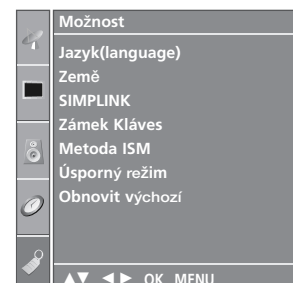 Možnost
Jazyk(language)
Země
SIMPLINK
Zámek Kláves
Metoda ISM
Úsporný režim
Obnovit výchozí
▲▼ ◄► OK MENU